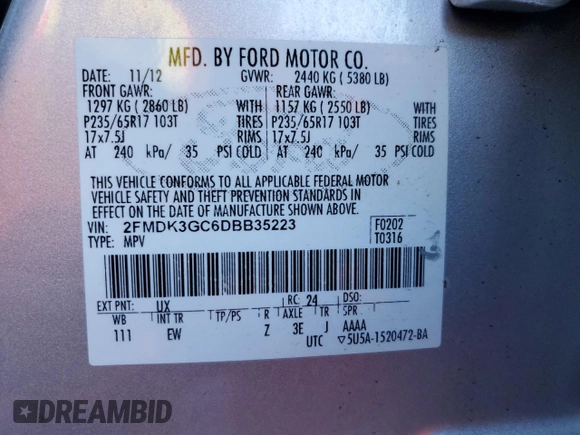 MFD. BY FORD MOTOR CO.
DATE: 11/12 GVWR: 2440 KG ( 5380 LB)
FRONT GAWR: REAR GAWR:
1297 KG ( 2860 LB) WITH 1157 KG ( 2550 LB) WITH
P235/65R17 103T TIRES P235/65R17 103T TIRES
17x7.5J RIMS 17x7.5J RIMS
AT 240 kPa/ 35 PSI COLD AT 240 kPa/ 35 PSI COLD
THIS VEHICLE CONFORMS TO ALL APPLICABLE FEDERAL MOTOR
VEHICLE SAFETY AND THEFT PREVENTION STANDARDS IN
EFFECT ON THE DATE OF MANUFACTURE SHOWN ABOVE.
VIN: 2FMDK3GC6DBB35223 F0202
TYPE: MPV T0316
EXT PNT: UX RC: 24 DSO:
WB INT TR TP/PS R AXLE TR SPR
111 EW Z 3E J AAAA
UTC ▽5U5A-1520472-BA
DREAMBID